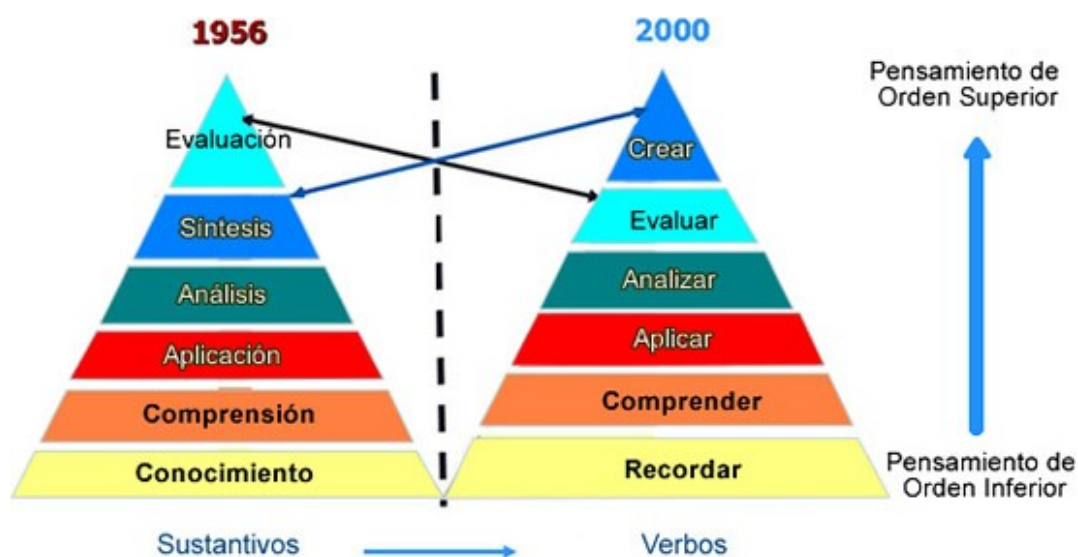 1956
2000
Pensamiento de
Orden Superior
Evaluación
Crear
Síntesis
Evaluar
Análisis
Analizar
Aplicación
Aplicar
Comprensión
Comprender
Conocimiento
Recordar
Pensamiento de
Orden Inferior
Sustantivos
Verbos